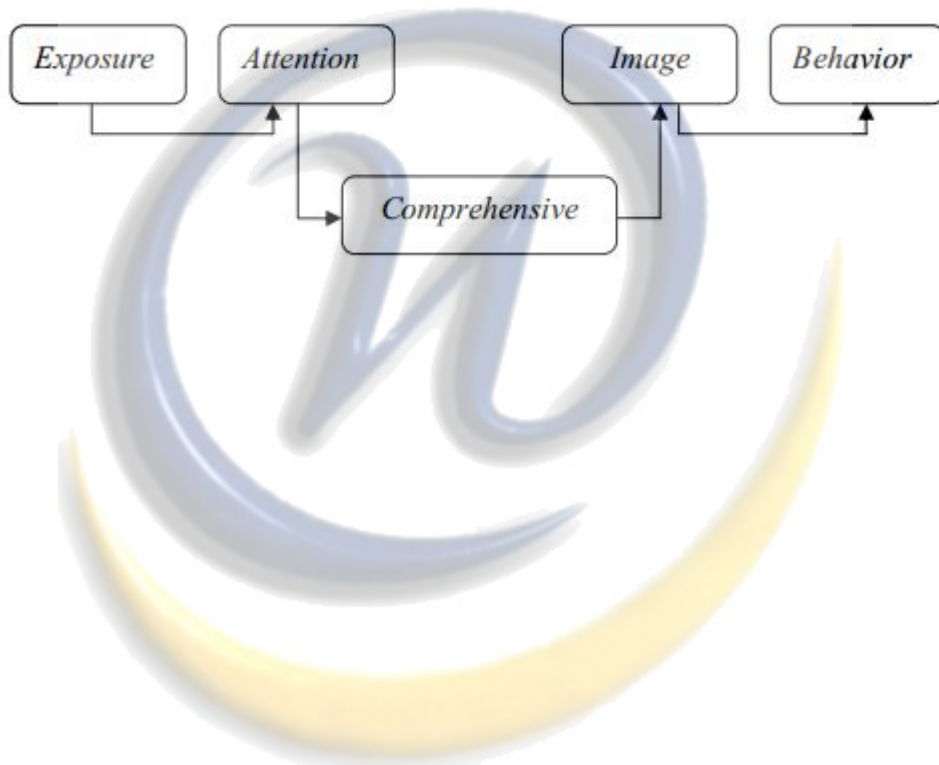 Exposure
Attention
Comprehensive
Image
Behavior